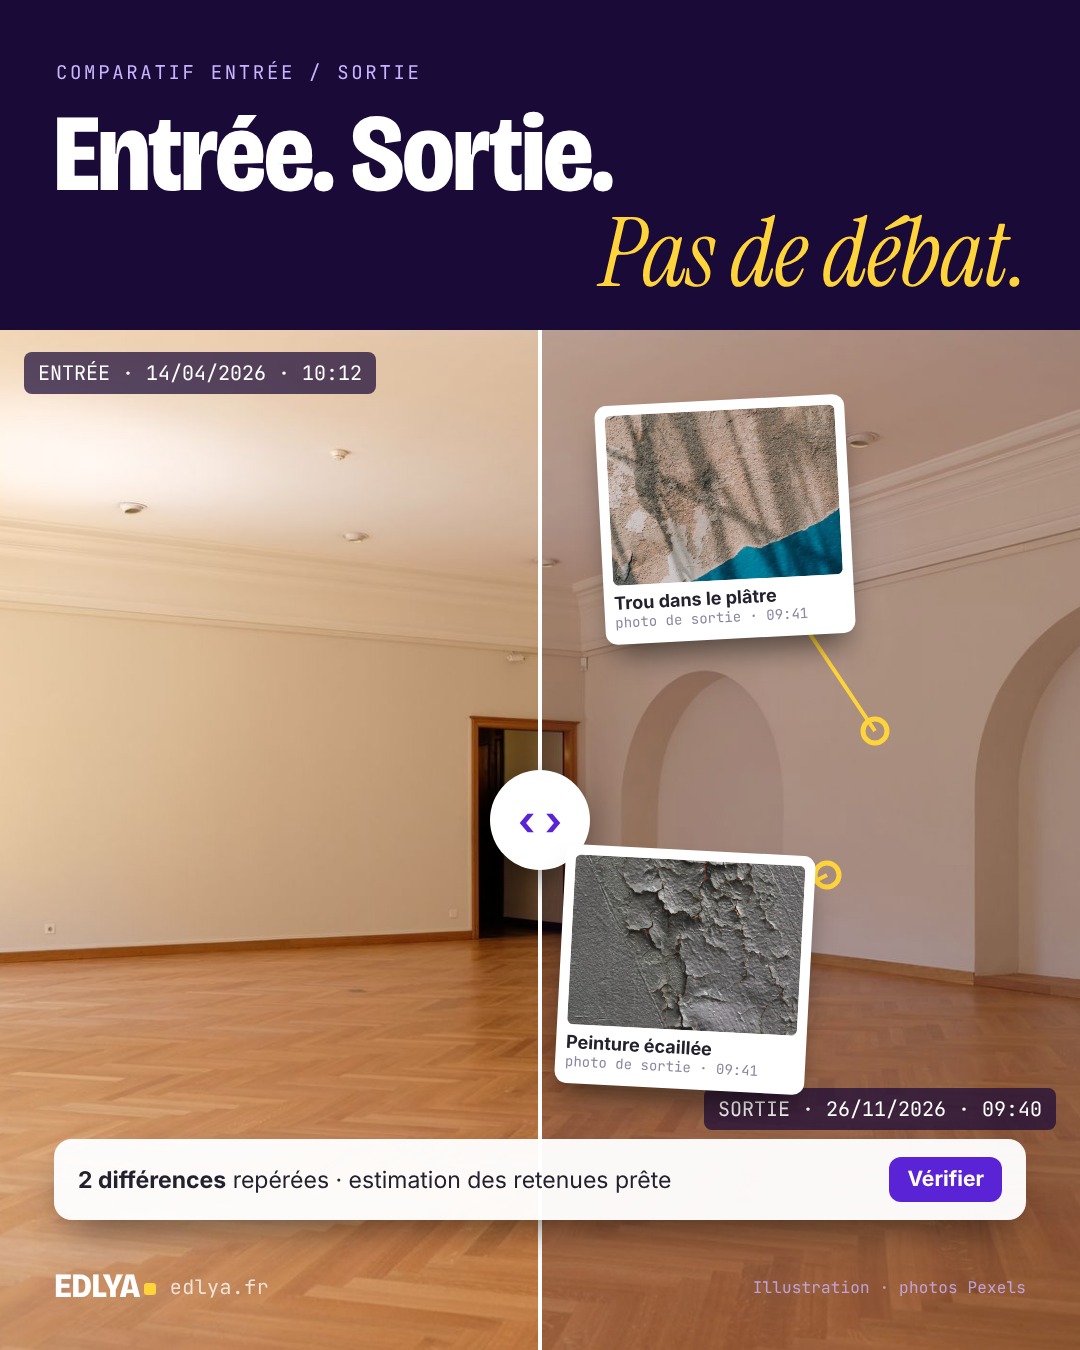 COMPARATIF ENTRÉE / SORTIE
Entrée. Sortie.
Pas de débat.
ENTRÉE · 14/04/2026 · 10:12
Trou dans le plâtre
photo de sortie · 09:41
Peinture écaillée
photo de sortie · 09:41
SORTIE · 26/11/2026 · 09:40
2 différences repérées · estimation des retenues prête
Vérifier
EDLYA edlya.fr
Illustration · photos Pexels